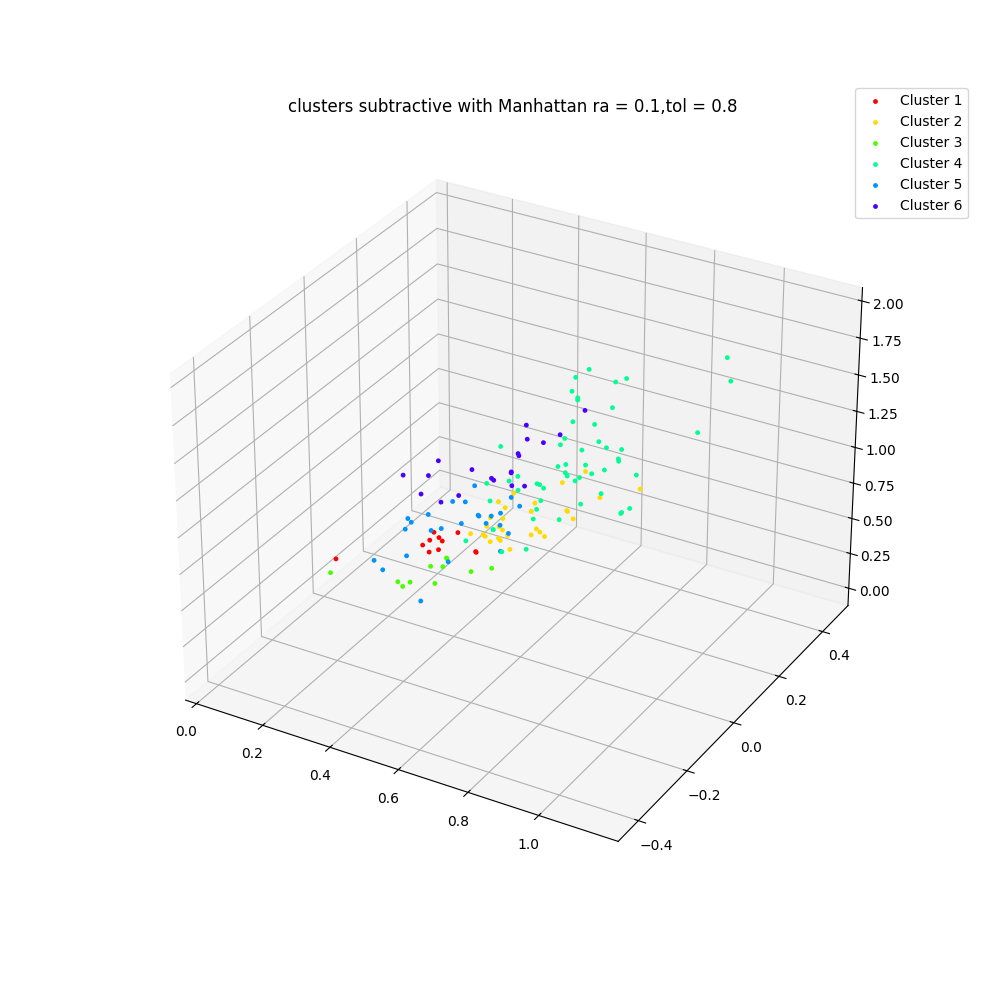 clusters subtractive with Manhattan ra = 0.1,tol = 0.8
Cluster 1
Cluster 2
Cluster 3
Cluster 4
Cluster 5
Cluster 6
2.00
1.75
1.50
1.25
1.00
0.75
0.50
0.25
0.00
0.4
0.2
0.0
−0.2
−0.4
0.0
0.2
0.4
0.6
0.8
1.0